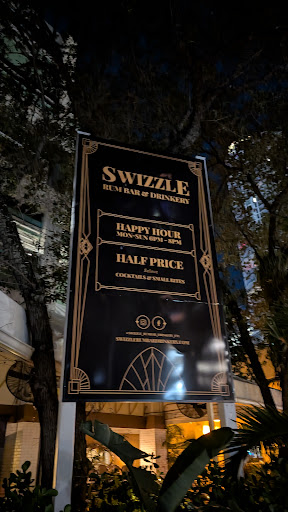 SWIZZLE
RUM BAR & DRINKERY
HAPPY HOUR
MON-SUN 6PM - 8PM
HALF PRICE
COCKTAILS & SMALL BITES